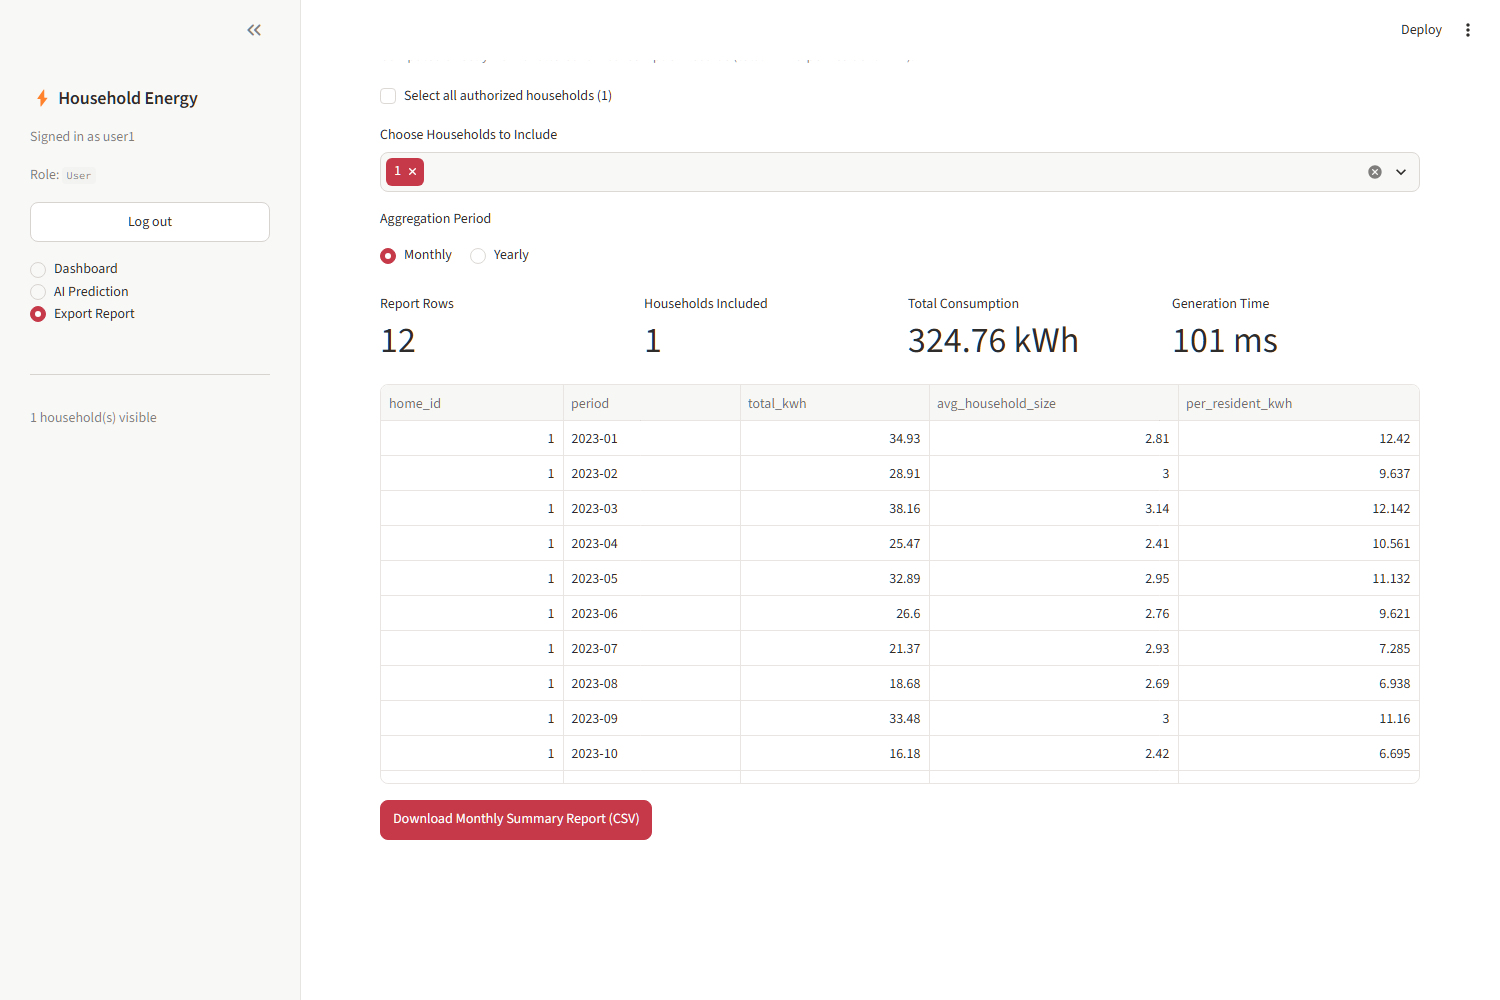 Deploy
Household Energy
Signed in as user1
Role: User
Log out
Dashboard
AI Prediction
Export Report
1 household(s) visible
Select all authorized households (1)
Choose Households to Include
1
Aggregation Period
Monthly Yearly
Report Rows Households Included Total Consumption Generation Time
12 1 324.76 kWh 101 ms
home_id period total_kwh avg_household_size per_resident_kwh
1 2023-01 34.93 2.81 12.42
1 2023-02 28.91 3 9.637
1 2023-03 38.16 3.14 12.142
1 2023-04 25.47 2.41 10.561
1 2023-05 32.89 2.95 11.132
1 2023-06 26.6 2.76 9.621
1 2023-07 21.37 2.93 7.285
1 2023-08 18.68 2.69 6.938
1 2023-09 33.48 3 11.16
1 2023-10 16.18 2.42 6.695
Download Monthly Summary Report (CSV)